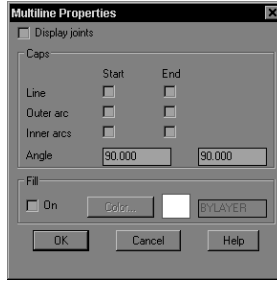 Multiline Properties
Display joints
Caps
Start End
Line
Outer arc
Inner arcs
Angle 90.000 90.000
Fill
On Color... BYLAYER
OK Cancel Help